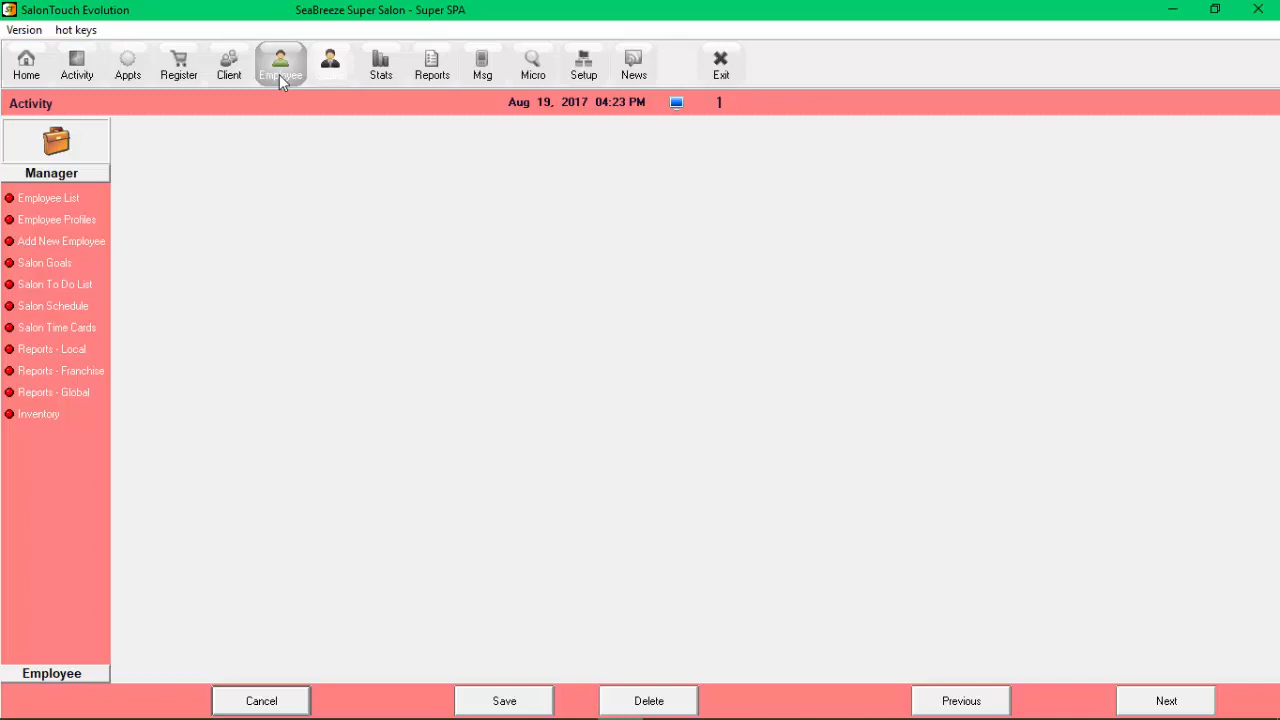 SalonTouch Evolution
SeaBreeze Super Salon - Super SPA
Version hot keys
Home Activity Appts Register Client Employee Stats Reports Msg Micro Setup News Exit
Activity Aug 19, 2017 04:23 PM 1
Manager
Employee List
Employee Profiles
Add New Employee
Salon Goals
Salon To Do List
Salon Schedule
Salon Time Cards
Reports - Local
Reports - Franchise
Reports - Global
Inventory
Employee
Cancel Save Delete Previous Next